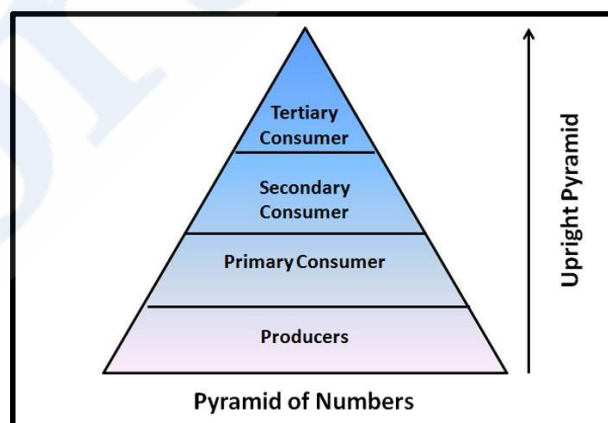 Tertiary
Consumer
Secondary
Consumer
Primary Consumer
Producers
Upright Pyramid
Pyramid of Numbers